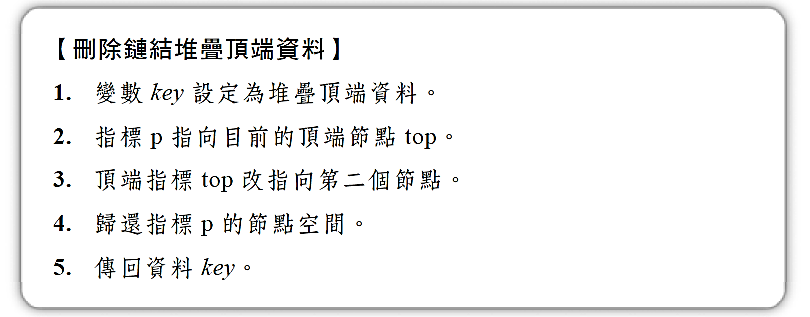 【刪除鏈結堆疊頂端資料】
1. 變數 key 設定為堆疊頂端資料。
2. 指標 p 指向目前的頂端節點 top。
3. 頂端指標 top 改指向第二個節點。
4. 歸還指標 p 的節點空間。
5. 傳回資料 key。